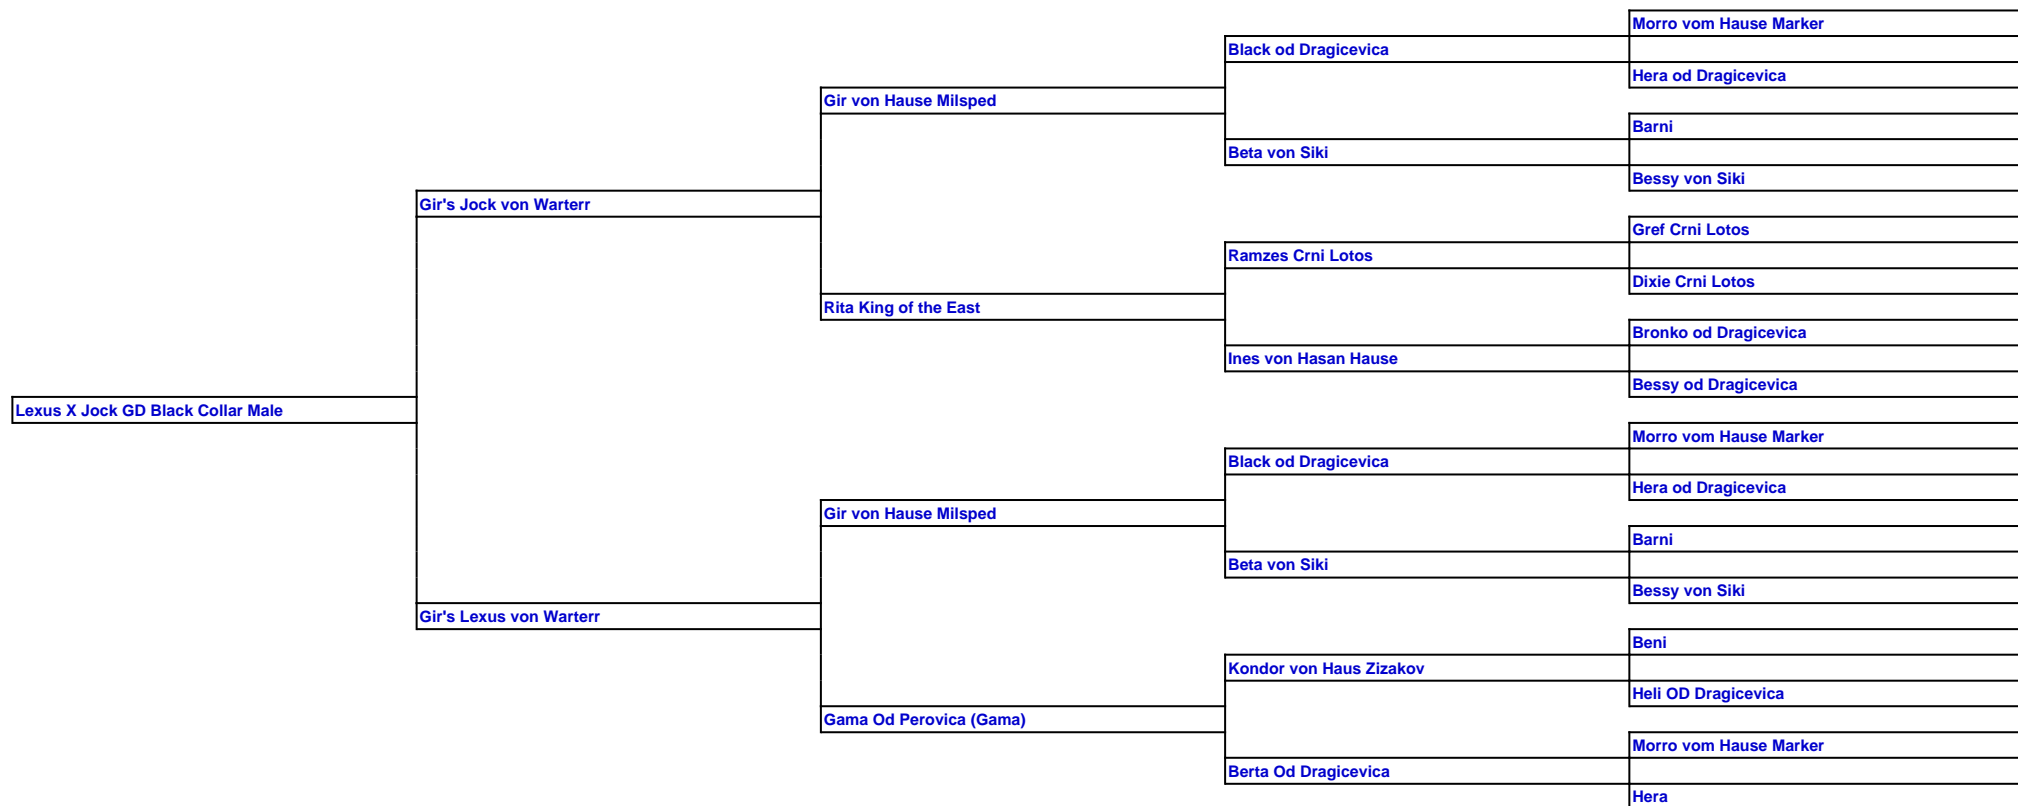 Morro vom Hause Marker
Black od Dragicevica
Hera od Dragicevica
Gir von Hause Milsped
Barni
Beta von Siki
Bessy von Siki
Gir's Jock von Warterr
Gref Crni Lotos
Ramzes Crni Lotos
Dixie Crni Lotos
Rita King of the East
Bronko od Dragicevica
Ines von Hasan Hause
Bessy od Dragicevica
Lexus X Jock GD Black Collar Male
Morro vom Hause Marker
Black od Dragicevica
Hera od Dragicevica
Gir von Hause Milsped
Barni
Beta von Siki
Bessy von Siki
Gir's Lexus von Warterr
Beni
Kondor von Haus Zizakov
Heli OD Dragicevica
Gama Od Perovica (Gama)
Morro vom Hause Marker
Berta Od Dragicevica
Hera